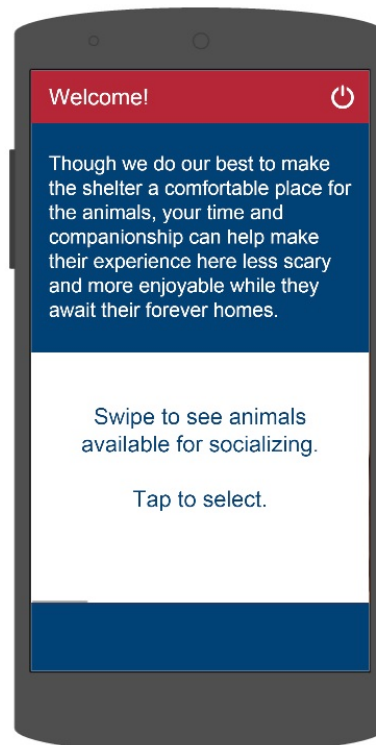 Welcome!
Though we do our best to make
the shelter a comfortable place for
the animals, your time and
companionship can help make
their experience here less scary
and more enjoyable while they
await their forever homes.
Swipe to see animals
available for socializing.
Tap to select.